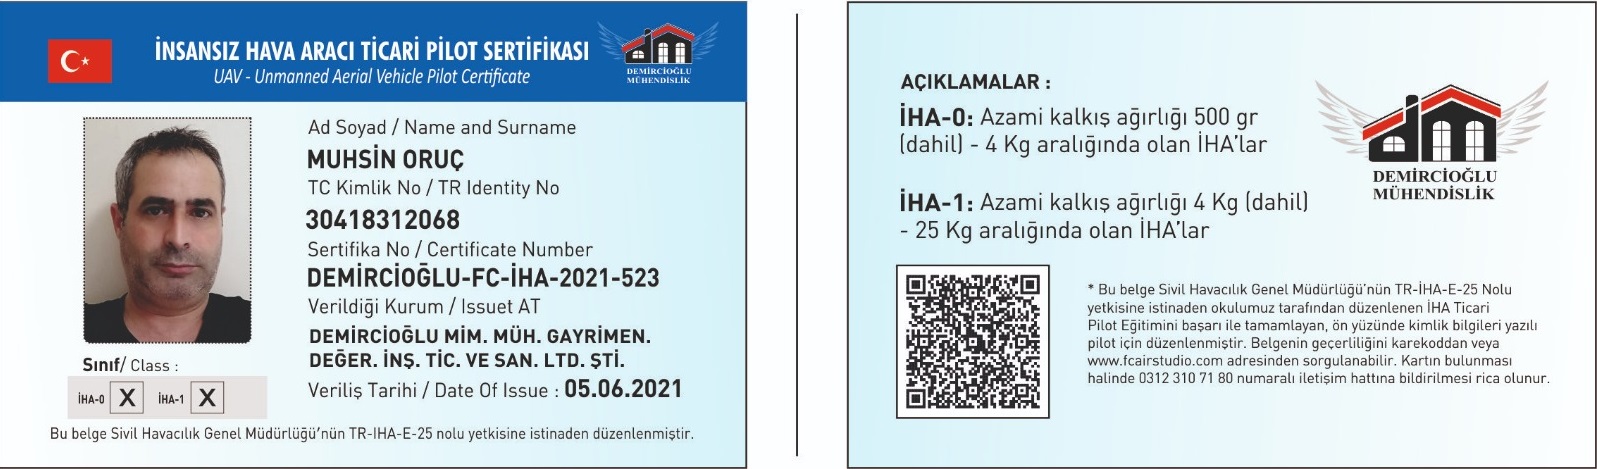 İNSANSIZ HAVA ARACI TİCARİ PİLOT SERTİFİKASI
UAV - Unmanned Aerial Vehicle Pilot Certificate
DEMİRCİOĞLU
MÜHENDİSLİK
Ad Soyad / Name and Surname
MUHSİN ORUÇ
TC Kimlik No / TR Identity No
30418312068
Sertifika No / Certificate Number
DEMİRCİOĞLU-FC-İHA-2021-523
Verildiği Kurum / Issuet AT
DEMİRCİOĞLU MİM. MÜH. GAYRİMEN.
DEĞER. İNŞ. TİC. VE SAN. LTD. ŞTİ.
Veriliş Tarihi / Date Of Issue : 05.06.2021
Sınıf/ Class :
İHA-0 X İHA-1 X
Bu belge Sivil Havacılık Genel Müdürlüğü'nün TR-IHA-E-25 nolu yetkisine istinaden düzenlenmiştir.
AÇIKLAMALAR :
İHA-0: Azami kalkış ağırlığı 500 gr
(dahil) - 4 Kg aralığında olan İHA'lar
İHA-1: Azami kalkış ağırlığı 4 Kg (dahil)
- 25 Kg aralığında olan İHA'lar
DEMİRCİOĞLU
MÜHENDİSLİK
* Bu belge Sivil Havacılık Genel Müdürlüğü'nün TR-İHA-E-25 Nolu
yetkisine istinaden okulumuz tarafından düzenlenen İHA Ticari
Pilot Eğitimini başarı ile tamamlayan, ön yüzünde kimlik bilgileri yazılı
pilot için düzenlenmiştir. Belgenin geçerliliğini karekoddan veya
www.fcairstudio.com adresinden sorgulanabilir. Kartın bulunması
halinde 0312 310 71 80 numaralı iletişim hattına bildirilmesi rica olunur.